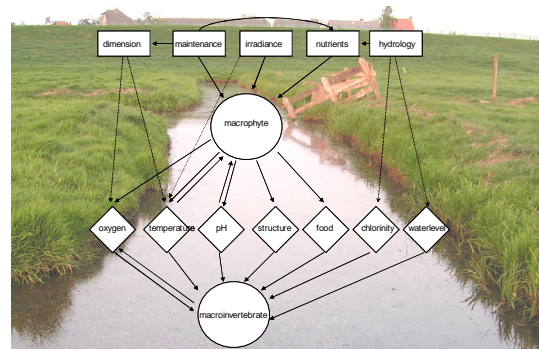 dimension
maintenance
irradiance
nutrients
hydrology
macrophyte
oxygen
temperature
pH
structure
food
chlorinity
waterlevel
macroinvertebrate